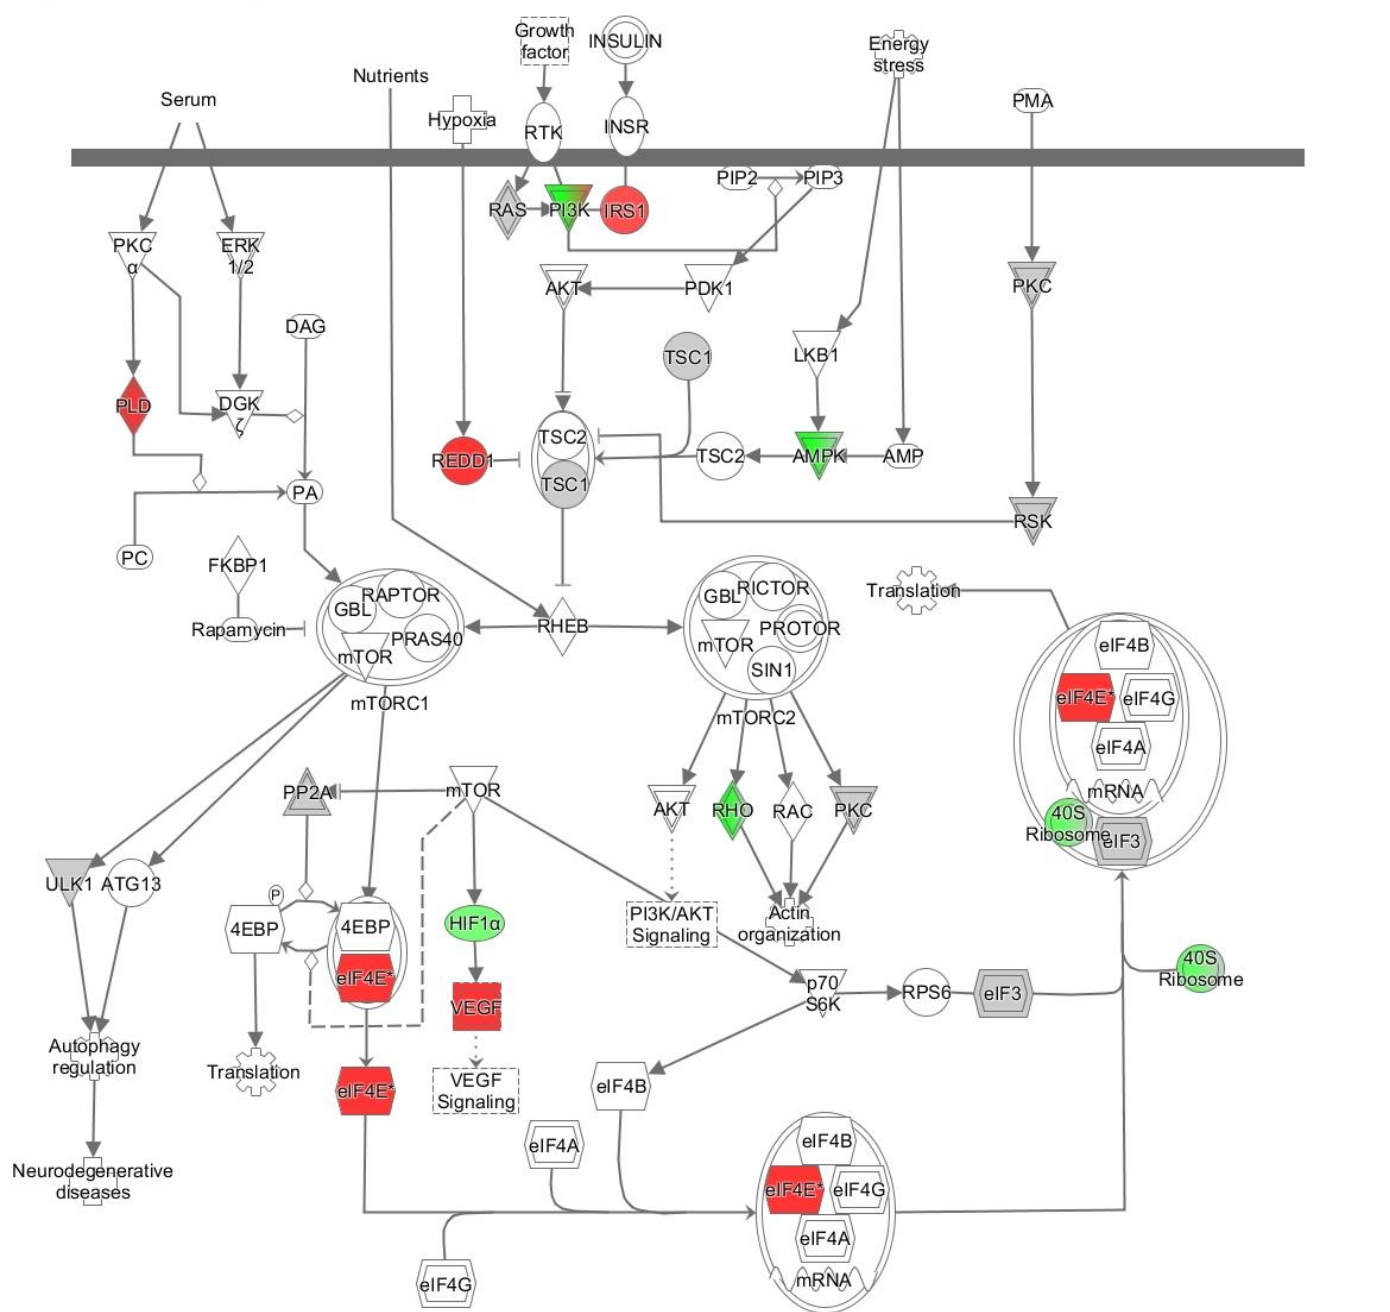 Growth
factor
INSULIN
Energy
stress
Nutrients
Serum
Hypoxia
RTK
INSR
PMA
PIP2
PIP3
RAS
PI3K
IRS1
PKC
α
ERK
1/2
AKT
PDK1
PKC
DAG
TSC1
LKB1
PLD
DGK
ζ
TSC2
REDD1
TSC2
AMPK
AMP
TSC1
PA
RSK
PC
FKBP1
Rapamycin
GBL
RAPTOR
PRAS40
mTOR
mTORC1
RHEB
GBL
RICTOR
mTOR
PROTOR
SIN1
mTORC2
Translation
eIF4B
eIF4E*
eIF4G
eIF4A
mRNA
40S
Ribosome
eIF3
PP2A
mTOR
AKT
RHO
RAC
PKC
ULK1
ATG13
P
4EBP
4EBP
eIF4E*
HIF1α
PI3K/AKT
Signaling
Actin
organization
VEGF
p70
S6K
RPS6
eIF3
40S
Ribosome
Autophagy
regulation
Translation
eIF4E*
VEGF
Signaling
eIF4B
eIF4A
Neurodegenerative
diseases
eIF4B
eIF4E*
eIF4G
eIF4A
mRNA
eIF4G